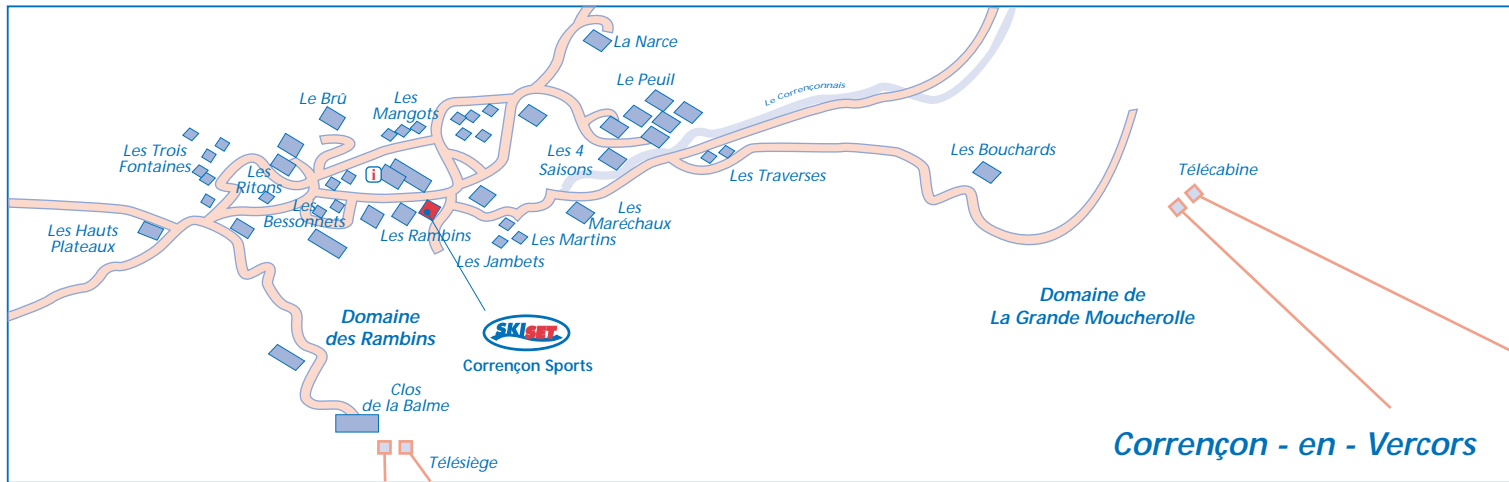 La Narce
Le Peuil
Le Corrençonnais
Le Brû
Les
Mangots
Les Trois
Fontaines
Les
Ritons
i
Les 4
Saisons
Les Bouchards
Les Traverses
Télécabine
Les
Bessonnets
Les Hauts
Plateaux
Les Rambins
Les
Maréchaux
Les Martins
Les Jambets
Domaine
des Rambins
SKISET
Corrençon Sports
Domaine de
La Grande Moucherolle
Clos
de la Balme
Télésiège
Corrençon - en - Vercors